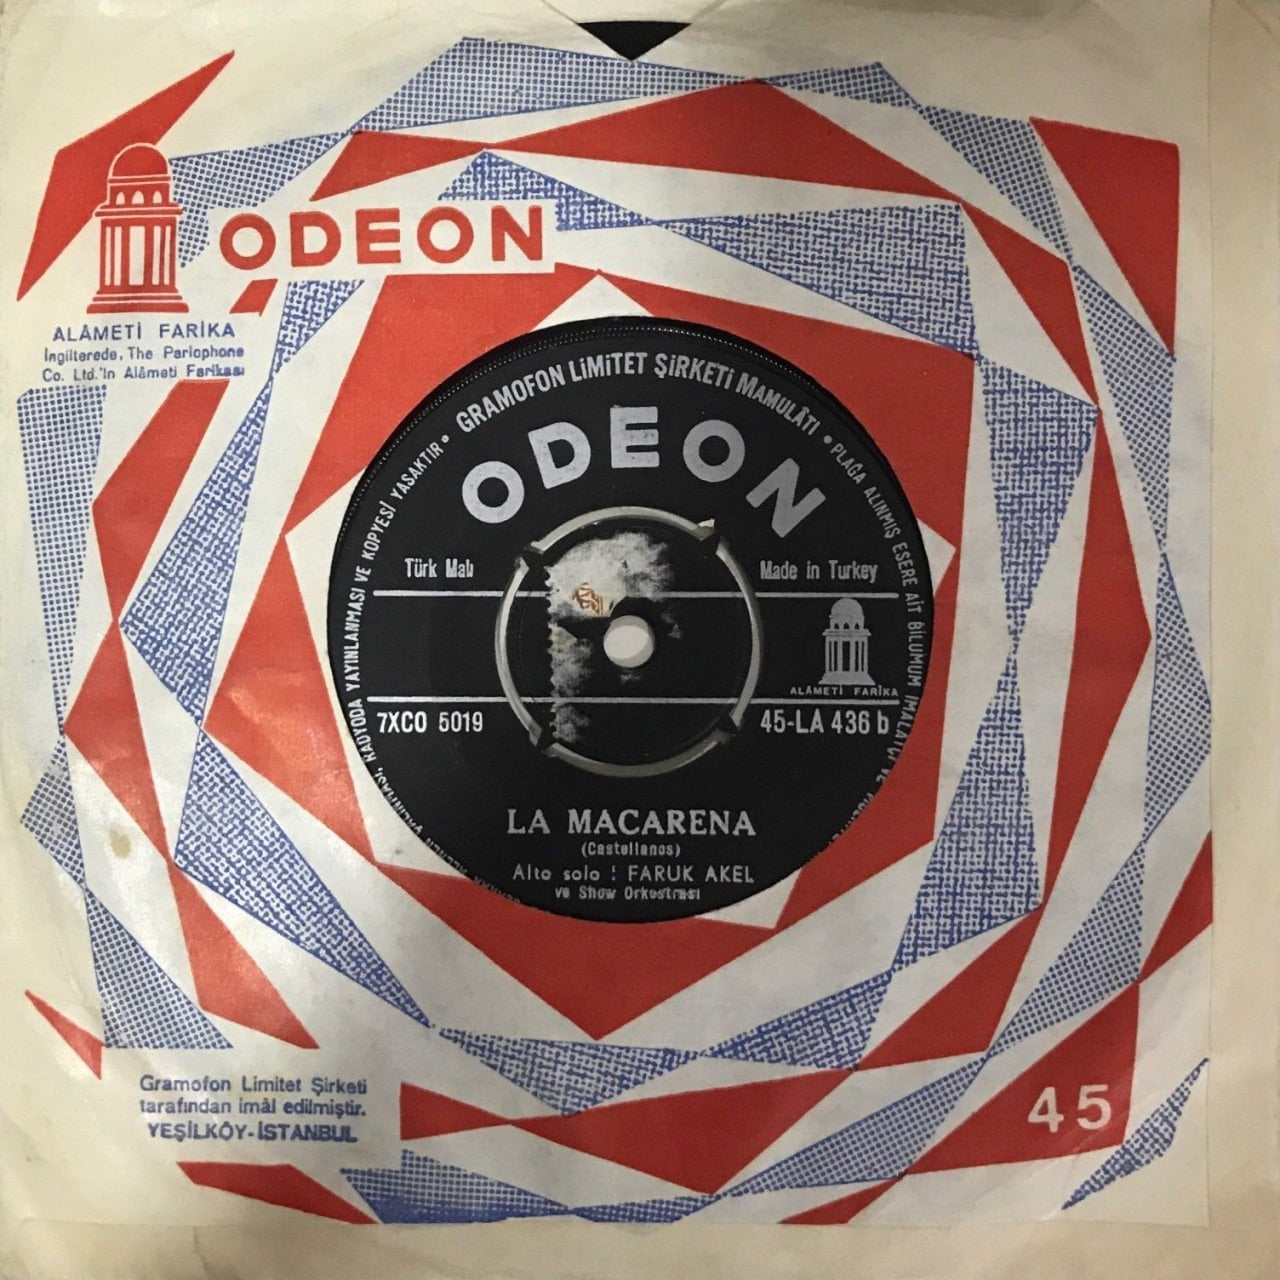 ODEON
ALÂMETİ FARİKA
İngilterede, The Parlophone
Co. Ltd.'in Alâmeti Farikası
GRAMOFON LİMİTET ŞİRKETİ MAMULÂTI • PLAĞA ALINMIŞ ESERE AİT BİLUMUM İMALÂTÇI VE
RADYODA YAYINLANMASI VE KOPYESİ YASAKTIR •
ODEON
Türk Malı
Made in Turkey
ALÂMETİ FARİKA
7XCO 5019
45-LA 436 b
LA MACARENA
(Castellanos)
Alto solo : FARUK AKEL
ve Show Orkestrası
Gramofon Limitet Şirketi
tarafından imâl edilmiştir.
YEŞİLKÖY-İSTANBUL
45